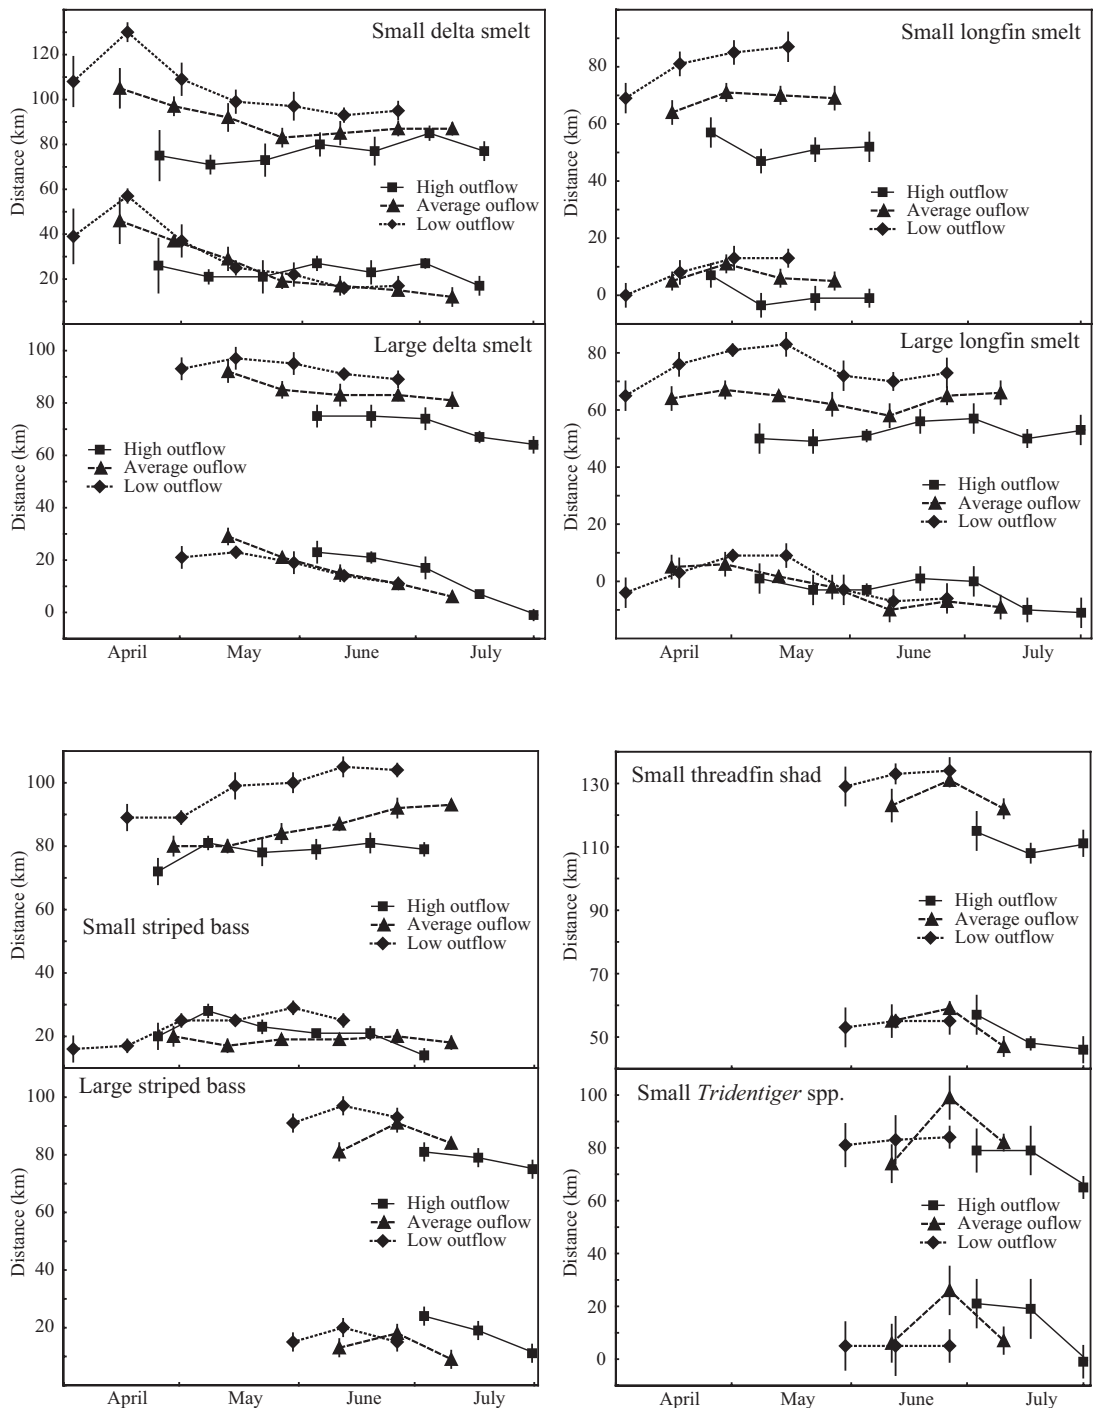 Small delta smelt
Distance (km)
120
100
80
60
40
20
High outflow
Average ouflow
Low outflow
Large delta smelt
Distance (km)
100
80
60
40
20
0
High outflow
Average ouflow
Low outflow
April May June July
Small longfin smelt
Distance (km)
80
60
40
20
0
High outflow
Average ouflow
Low outflow
Large longfin smelt
Distance (km)
80
60
40
20
0
High outflow
Average ouflow
Low outflow
April May June July
Small striped bass
Distance (km)
100
80
60
40
20
High outflow
Average ouflow
Low outflow
Large striped bass
Distance (km)
100
80
60
40
20
High outflow
Average ouflow
Low outflow
April May June July
Small threadfin shad
Distance (km)
130
110
90
70
50
High outflow
Average ouflow
Low outflow
Small Tridentiger spp.
Distance (km)
100
80
60
40
20
0
High outflow
Average ouflow
Low outflow
April May June July